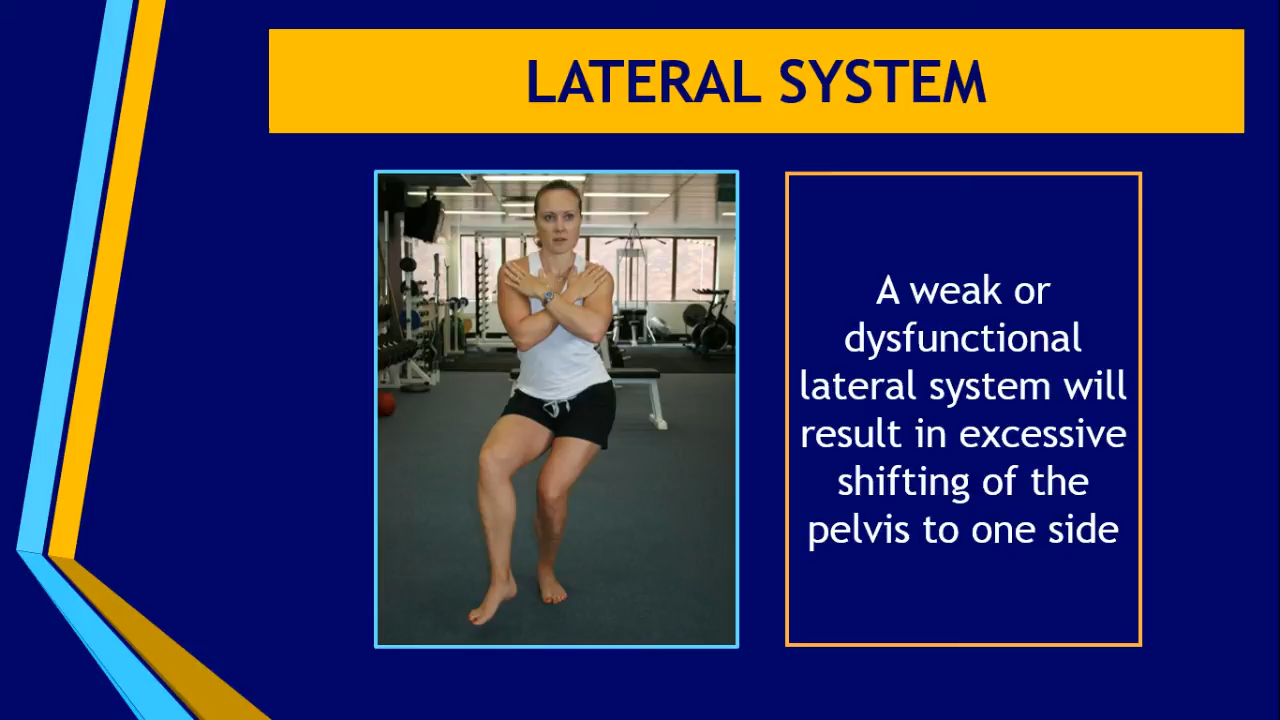 LATERAL SYSTEM
A weak or
dysfunctional
lateral system will
result in excessive
shifting of the
pelvis to one side